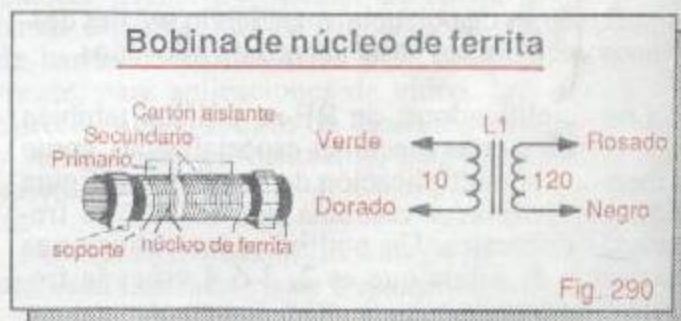 Bobina de núcleo de ferrita
Cartón aislante
Secundario
Primario
soporte
núcleo de ferrita
L1
Verde
Rosado
10
120
Dorado
Negro
Fig. 290